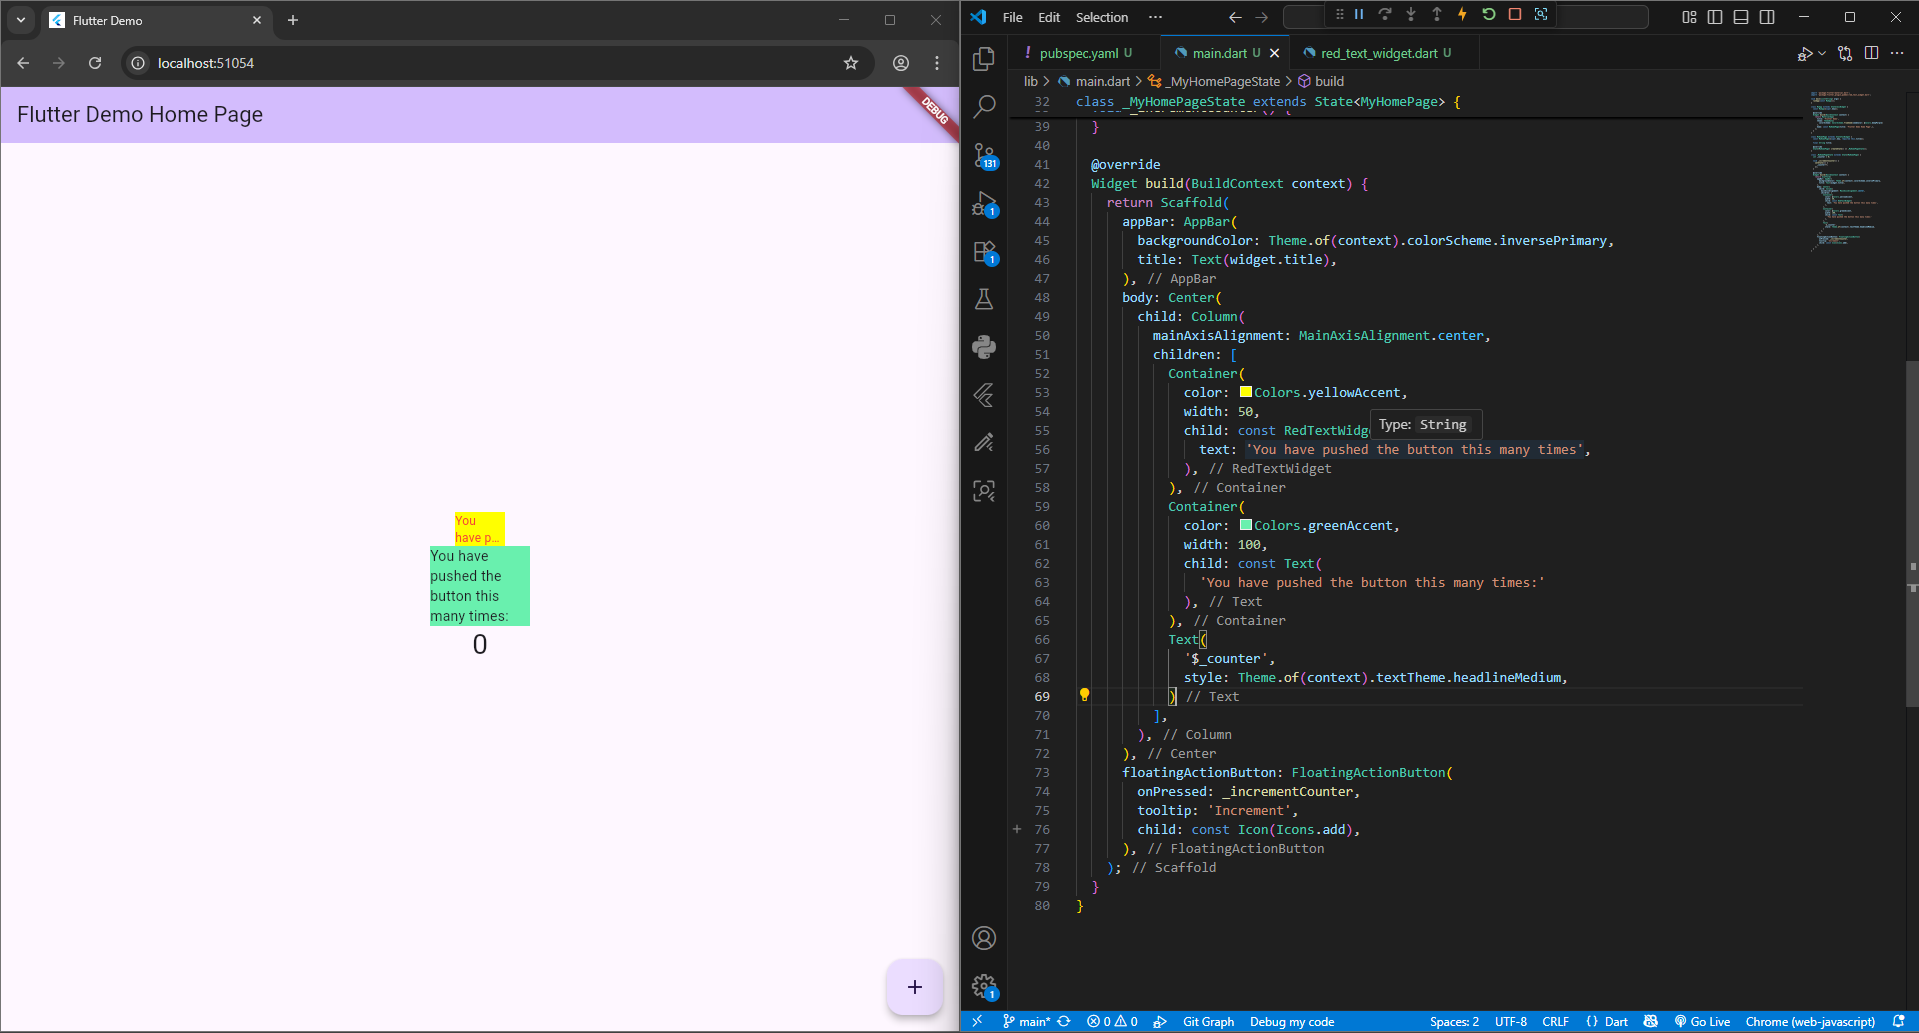 Flutter Demo
localhost:51054
Flutter Demo Home Page
DEBUG
You
have p...
You have
pushed the
button this
many times:
0
File Edit Selection
pubspec.yaml U
main.dart U
red_text_widget.dart U
lib > main.dart > _MyHomePageState > build
32 class _MyHomePageState extends State<MyHomePage> {
39 }
40
41 @override
42 Widget build(BuildContext context) {
43 return Scaffold(
44 appBar: AppBar(
45 backgroundColor: Theme.of(context).colorScheme.inversePrimary,
46 title: Text(widget.title),
47 ), // AppBar
48 body: Center(
49 child: Column(
50 mainAxisAlignment: MainAxisAlignment.center,
51 children: [
52 Container(
53 color: Colors.yellowAccent,
54 width: 50,
Type: String
55 child: const RedTextWidg
56 text: 'You have pushed the button this many times',
57 ), // RedTextWidget
58 ), // Container
59 Container(
60 color: Colors.greenAccent,
61 width: 100,
62 child: const Text(
63 'You have pushed the button this many times:'
64 ), // Text
65 ), // Container
66 Text(
67 '$_counter',
68 style: Theme.of(context).textTheme.headlineMedium,
69 ) // Text
70 ],
71 ), // Column
72 ), // Center
73 floatingActionButton: FloatingActionButton(
74 onPressed: _incrementCounter,
75 tooltip: 'Increment',
76 child: const Icon(Icons.add),
77 ), // FloatingActionButton
78 ); // Scaffold
79 }
80 }
131
1
1
1
main* 0 0 Git Graph Debug my code Spaces: 2 UTF-8 CRLF {} Dart Go Live Chrome (web-javascript)